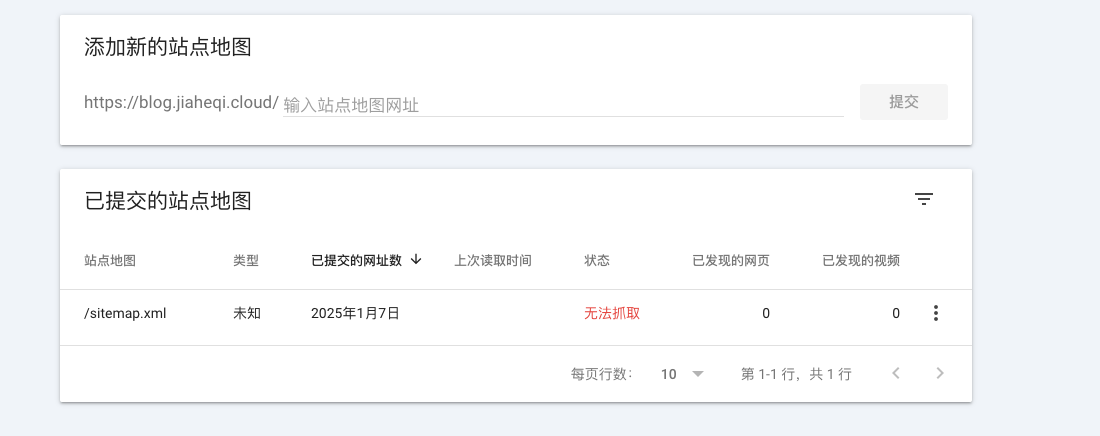 添加新的站点地图
https://blog.jiaheqi.cloud/ 输入站点地图网址 提交
已提交的站点地图
站点地图 类型 已提交的网址数 上次读取时间 状态 已发现的网页 已发现的视频
/sitemap.xml 未知 2025年1月7日 无法抓取 0 0
每页行数： 10 第 1-1 行，共 1 行